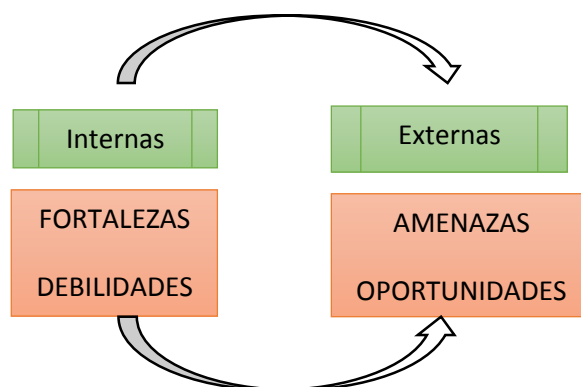 Internas
FORTALEZAS
DEBILIDADES
Externas
AMENAZAS
OPORTUNIDADES